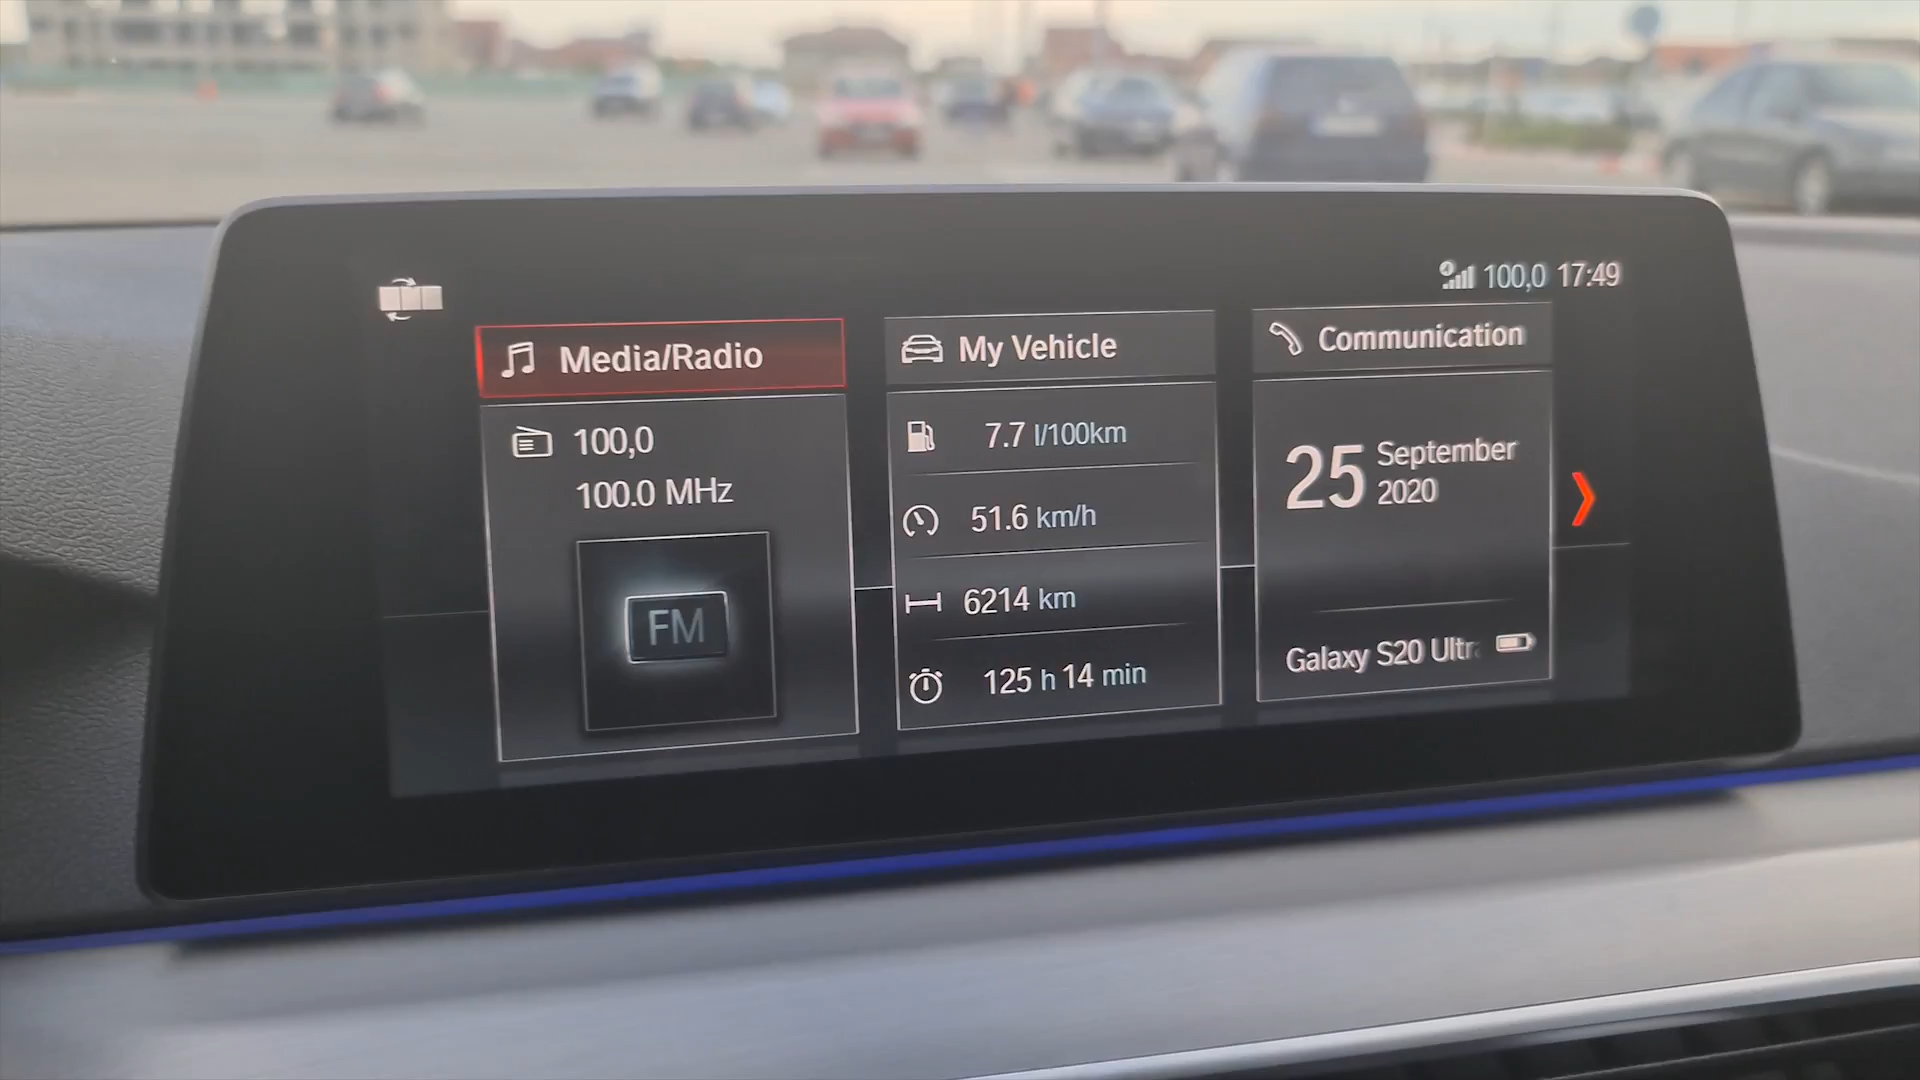 100,0 17:49
Media/Radio
100,0
100.0 MHz
FM
My Vehicle
7.7 l/100km
51.6 km/h
6214 km
125 h 14 min
Communication
25 September
2020
Galaxy S20 Ultr